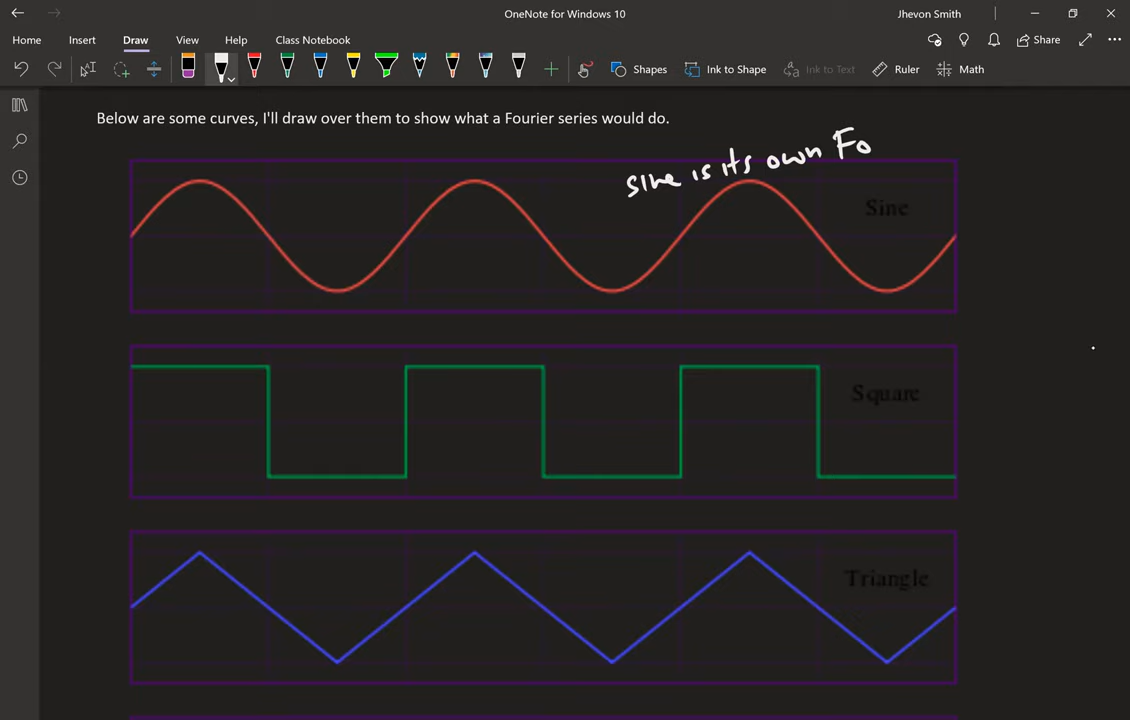 OneNote for Windows 10
Jhevon Smith
Home Insert Draw View Help Class Notebook
Share
Shapes Ink to Shape Ink to Text Ruler Math
Below are some curves, I'll draw over them to show what a Fourier series would do.
sine is its own Fo
Sine
Square
Triangle